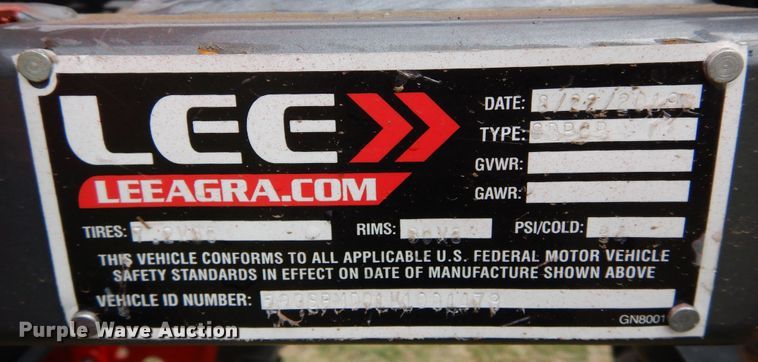 LEE
LEEAGRA.COM
DATE:
TYPE:
GVWR:
GAWR:
TIRES:
RIMS:
PSI/COLD:
THIS VEHICLE CONFORMS TO ALL APPLICABLE U.S. FEDERAL MOTOR VEHICLE
SAFETY STANDARDS IN EFFECT ON DATE OF MANUFACTURE SHOWN ABOVE
VEHICLE ID NUMBER:
GN8001
Purple Wave Auction